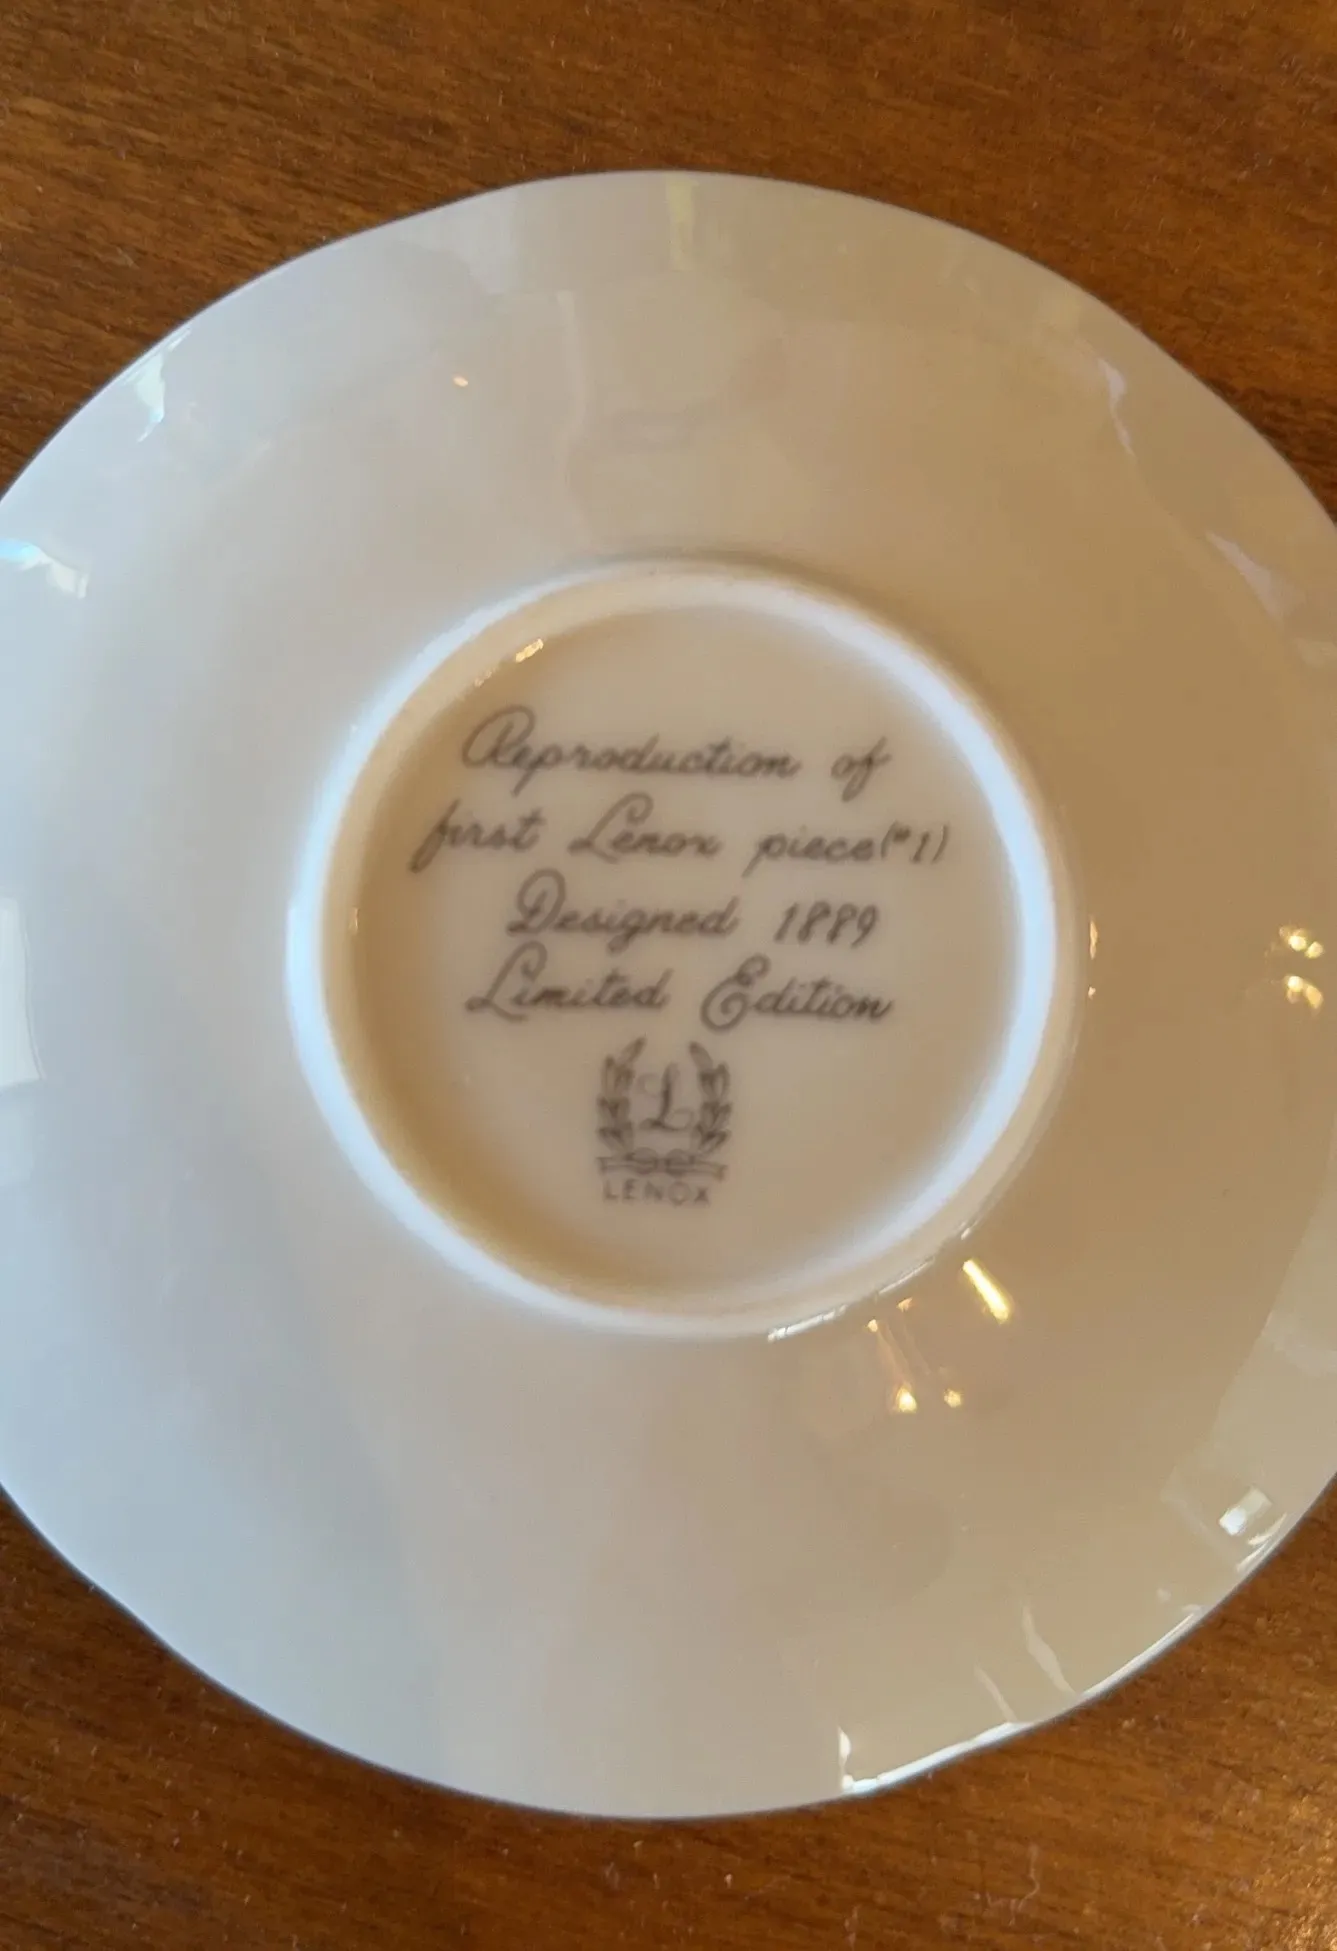 Reproduction of
first Lenox piece(#1)
Designed 1889
Limited Edition
L
LENOX